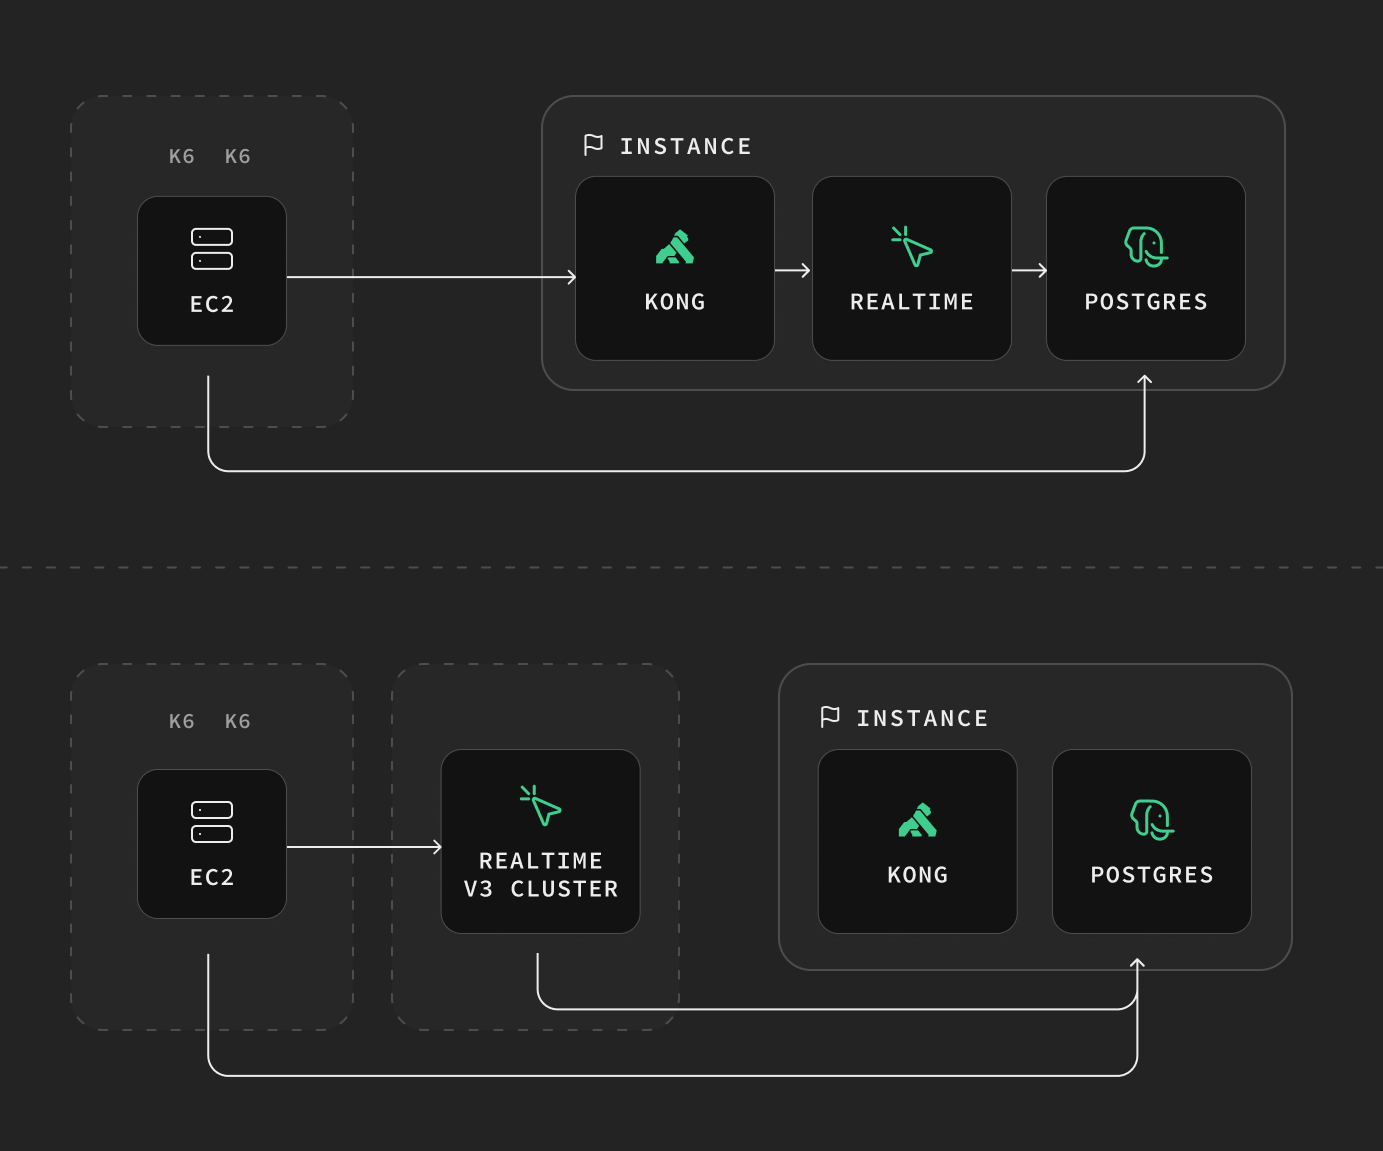 K6 K6
EC2
INSTANCE
KONG
REALTIME
POSTGRES
K6 K6
EC2
REALTIME
V3 CLUSTER
INSTANCE
KONG
POSTGRES